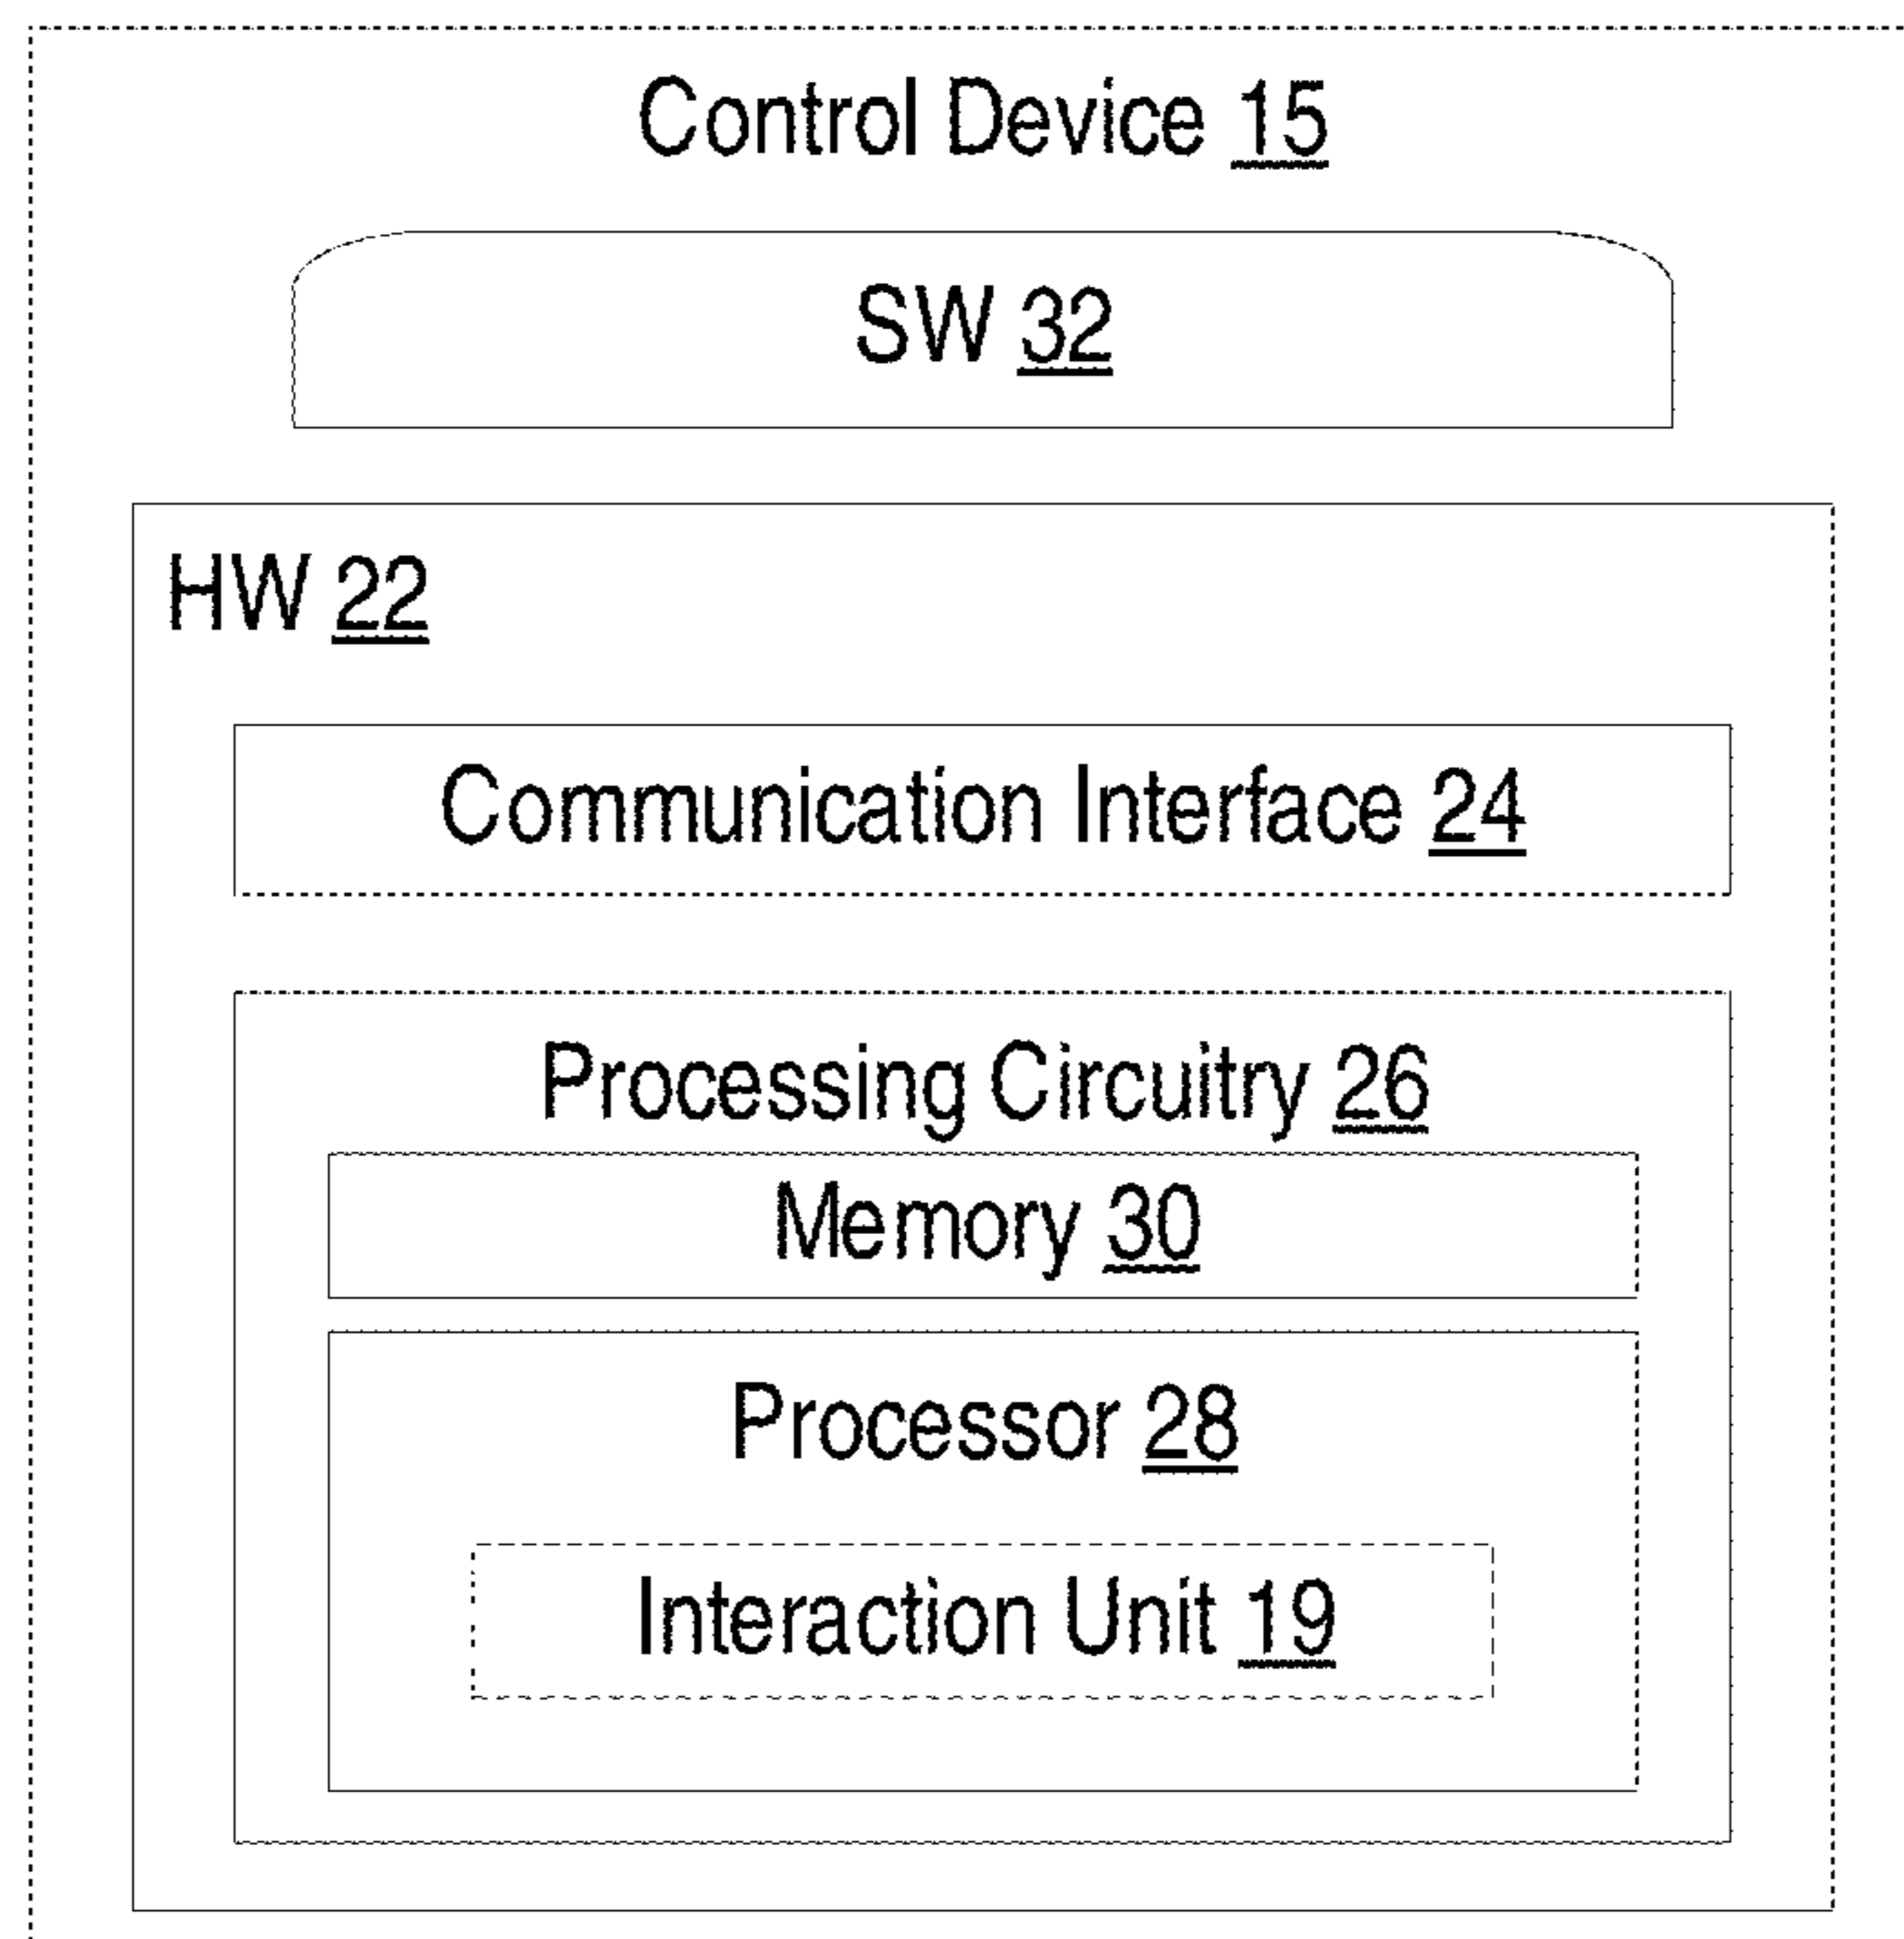 Control Device 15
SW 32
HW 22
Communication Interface 24
Processing Circuitry 26
Memory 30
Processor 28
Interaction Unit 19